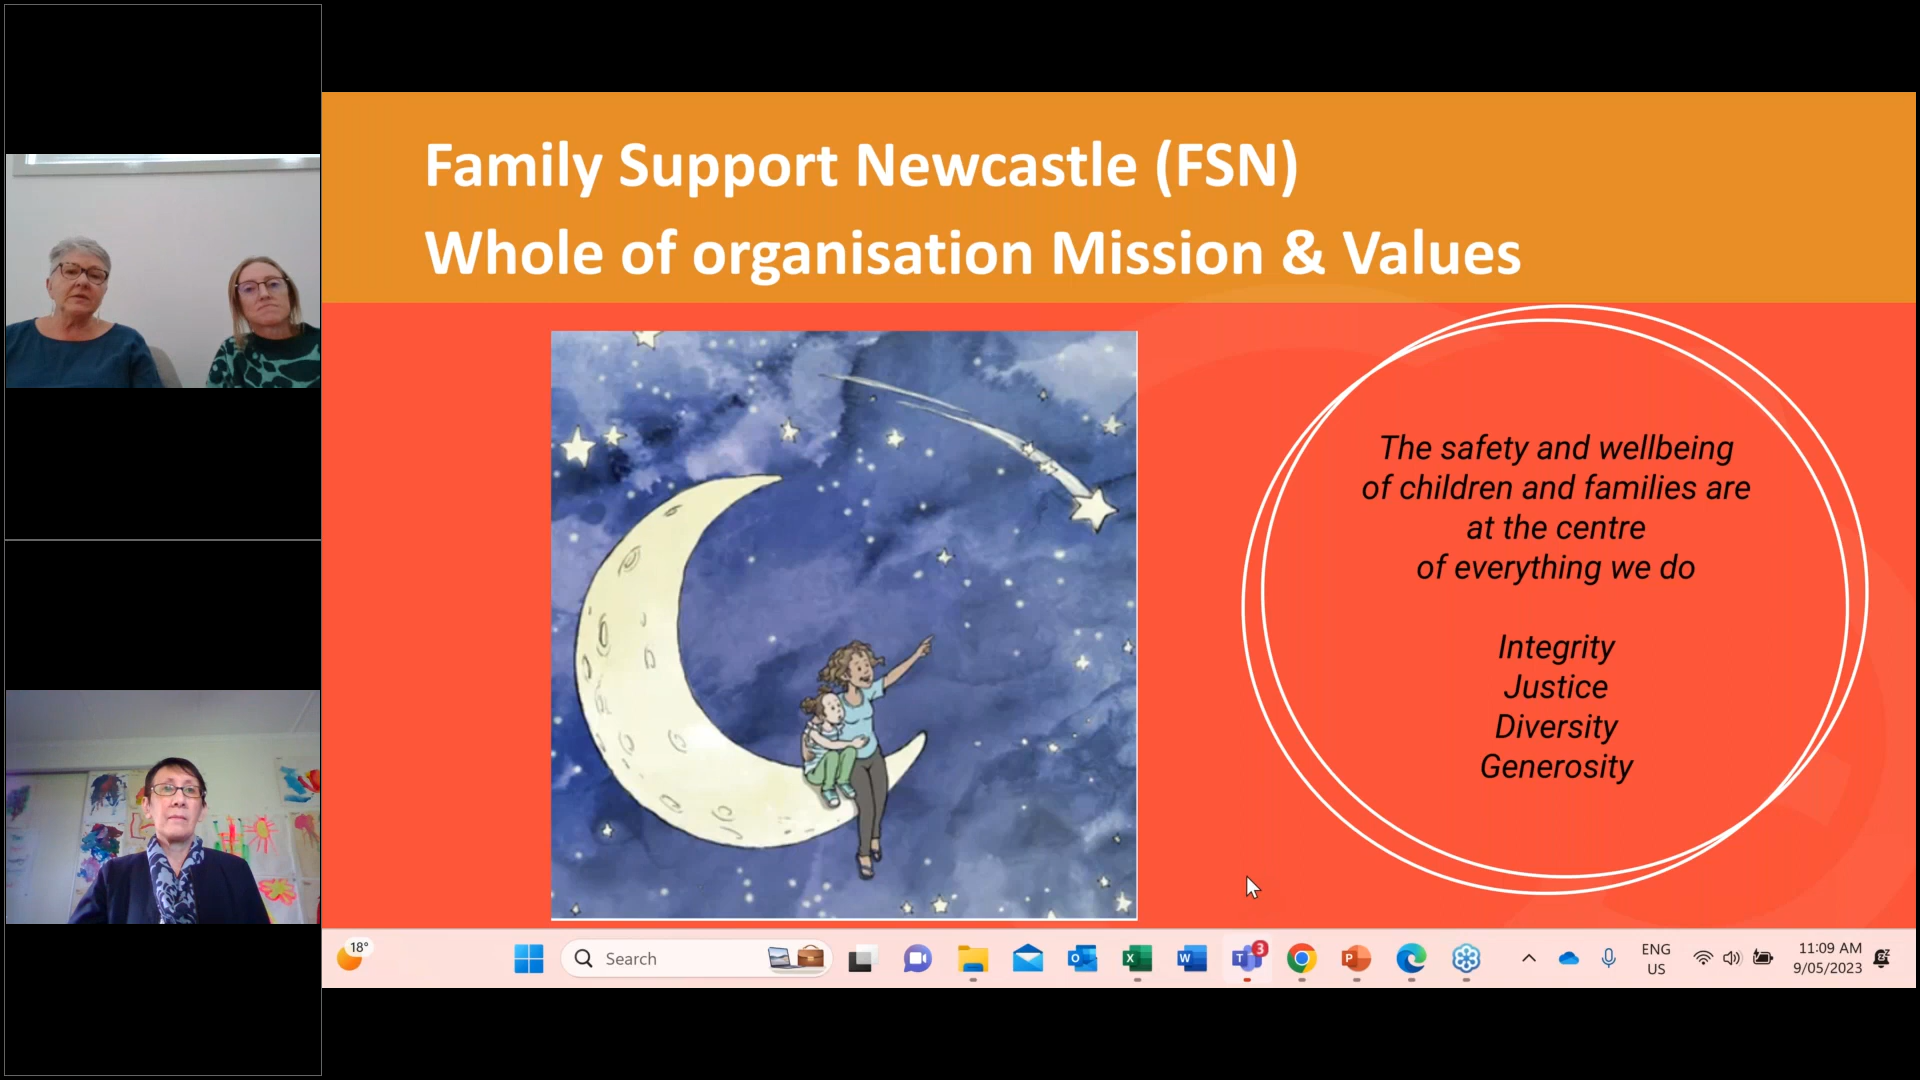 Family Support Newcastle (FSN)
Whole of organisation Mission & Values
The safety and wellbeing
of children and families are
at the centre
of everything we do
Integrity
Justice
Diversity
Generosity
18°
Search
3
ENG
US
11:09 AM
9/05/2023